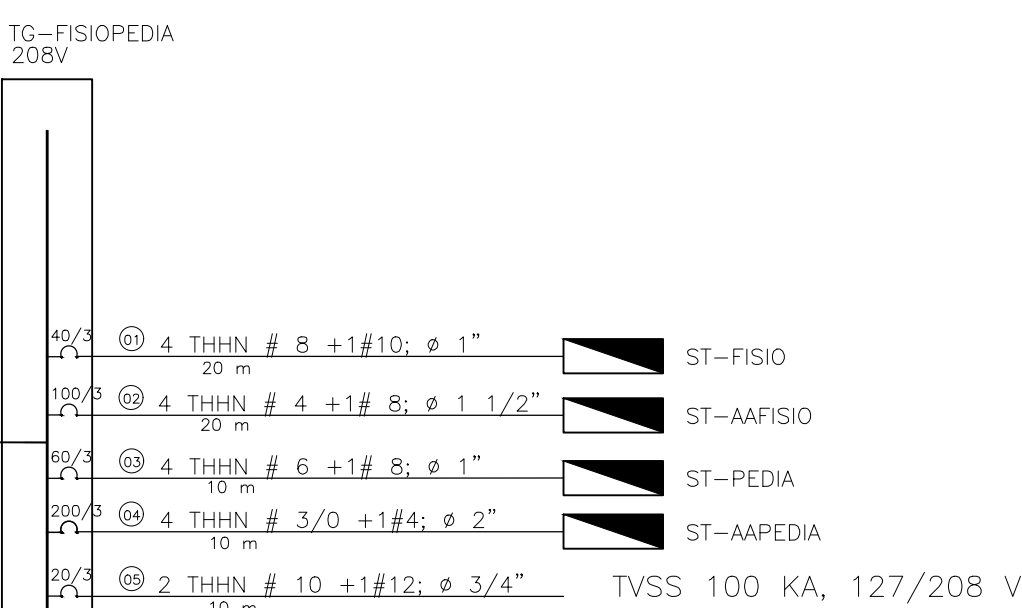 TG-FISIOPEDIA
208V
40/3 01 4 THHN # 8 +1#10; ø 1" ST-FISIO
20 m
100/3 02 4 THHN # 4 +1# 8; ø 1 1/2" ST-AAFISIO
20 m
60/3 03 4 THHN # 6 +1# 8; ø 1" ST-PEDIA
10 m
200/3 04 4 THHN # 3/0 +1#4; ø 2" ST-AAPEDIA
10 m
20/3 05 2 THHN # 10 +1#12; ø 3/4" TVSS 100 KA, 127/208 V
10 m